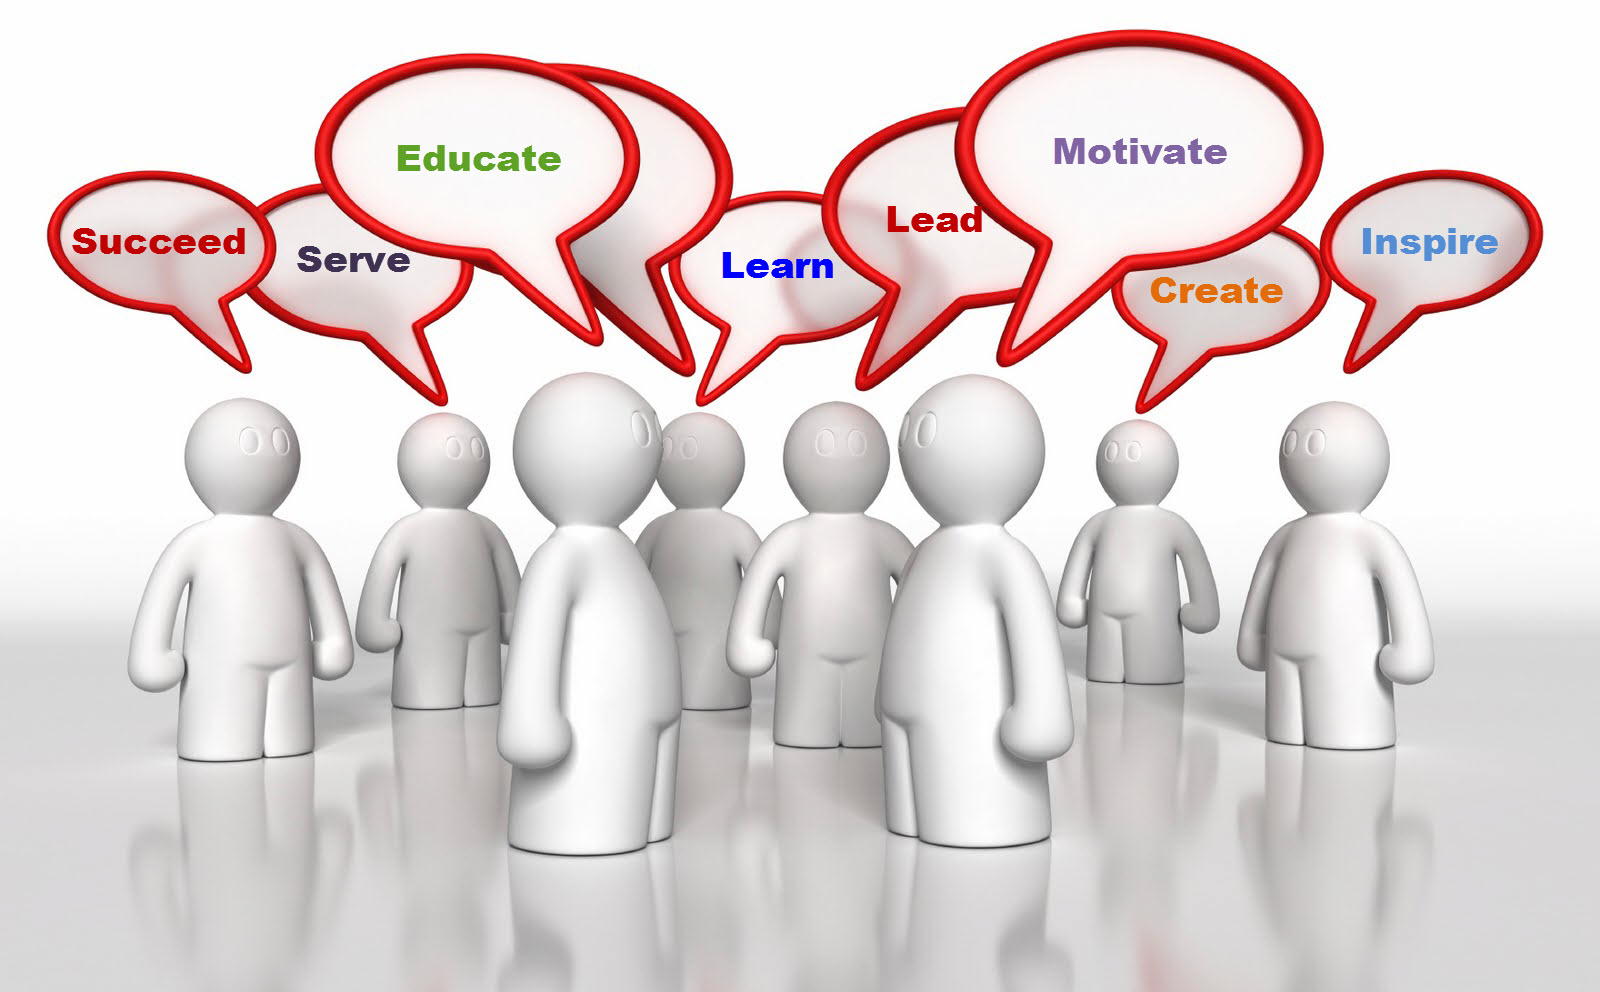 Succeed
Serve
Educate
Learn
Lead
Motivate
Create
Inspire